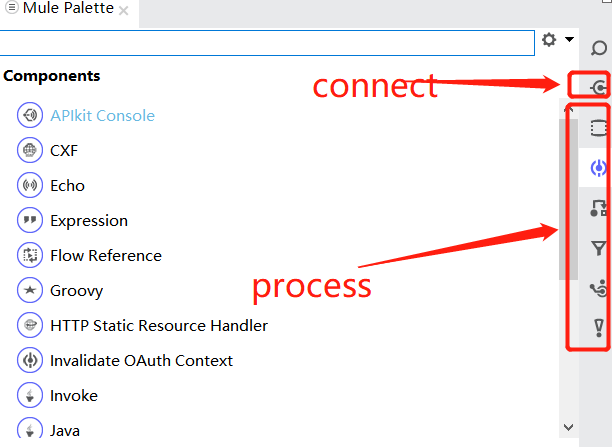 Mule Palette
Components
connect
APIkit Console
CXF
Echo
Expression
Flow Reference
process
Groovy
HTTP Static Resource Handler
Invalidate OAuth Context
Invoke
Java